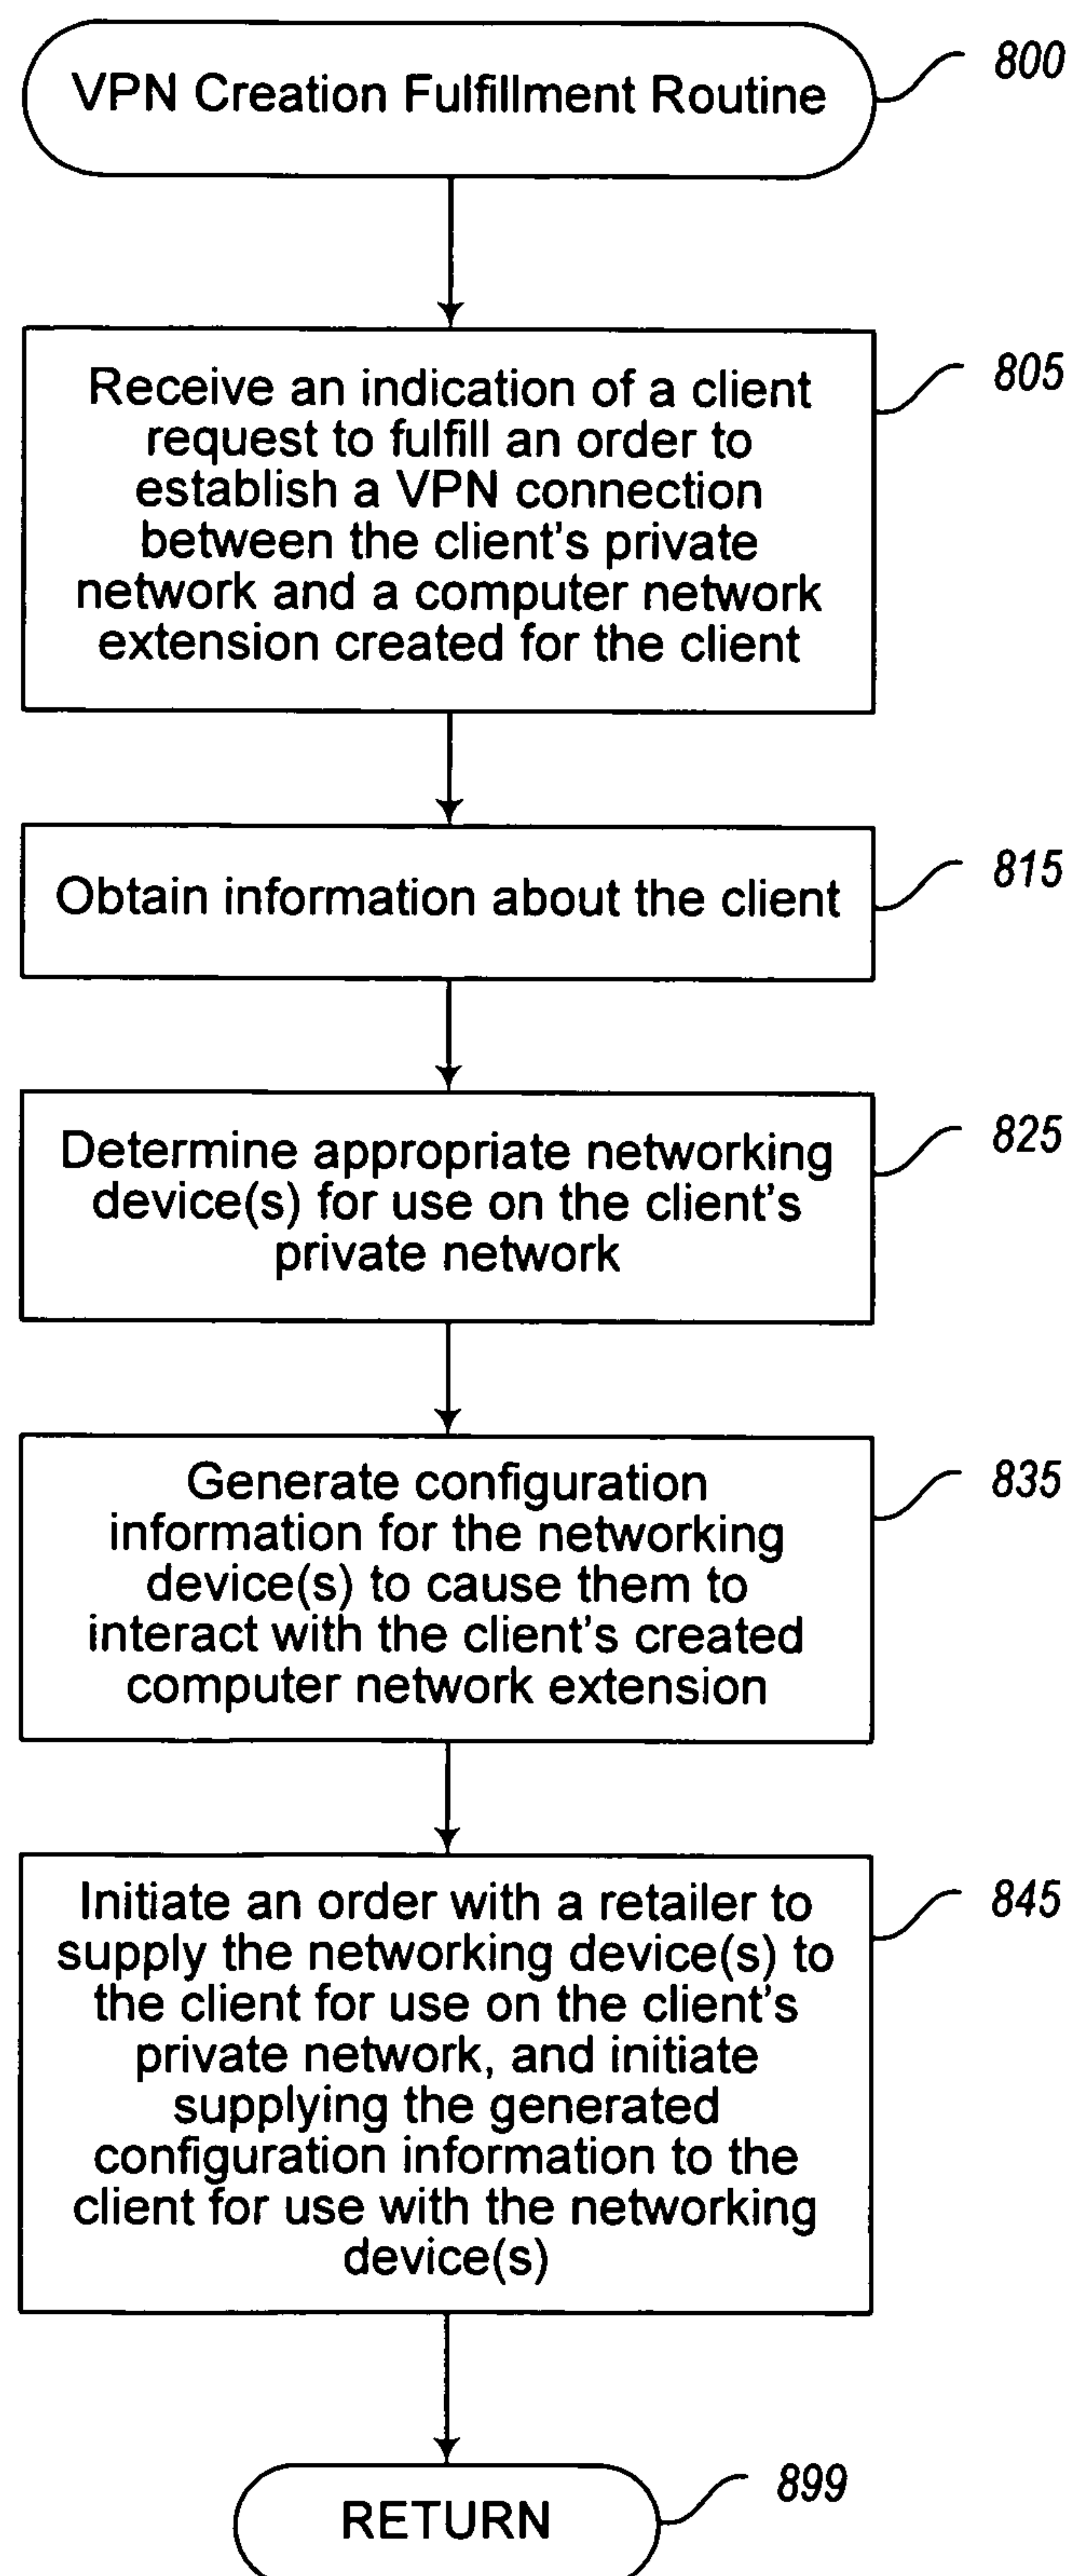 VPN Creation Fulfillment Routine
800
Receive an indication of a client
request to fulfill an order to
establish a VPN connection
between the client's private
network and a computer network
extension created for the client
805
Obtain information about the client
815
Determine appropriate networking
device(s) for use on the client's
private network
825
Generate configuration
information for the networking
device(s) to cause them to
interact with the client's created
computer network extension
835
Initiate an order with a retailer to
supply the networking device(s) to
the client for use on the client's
private network, and initiate
supplying the generated
configuration information to the
client for use with the networking
device(s)
845
RETURN
899